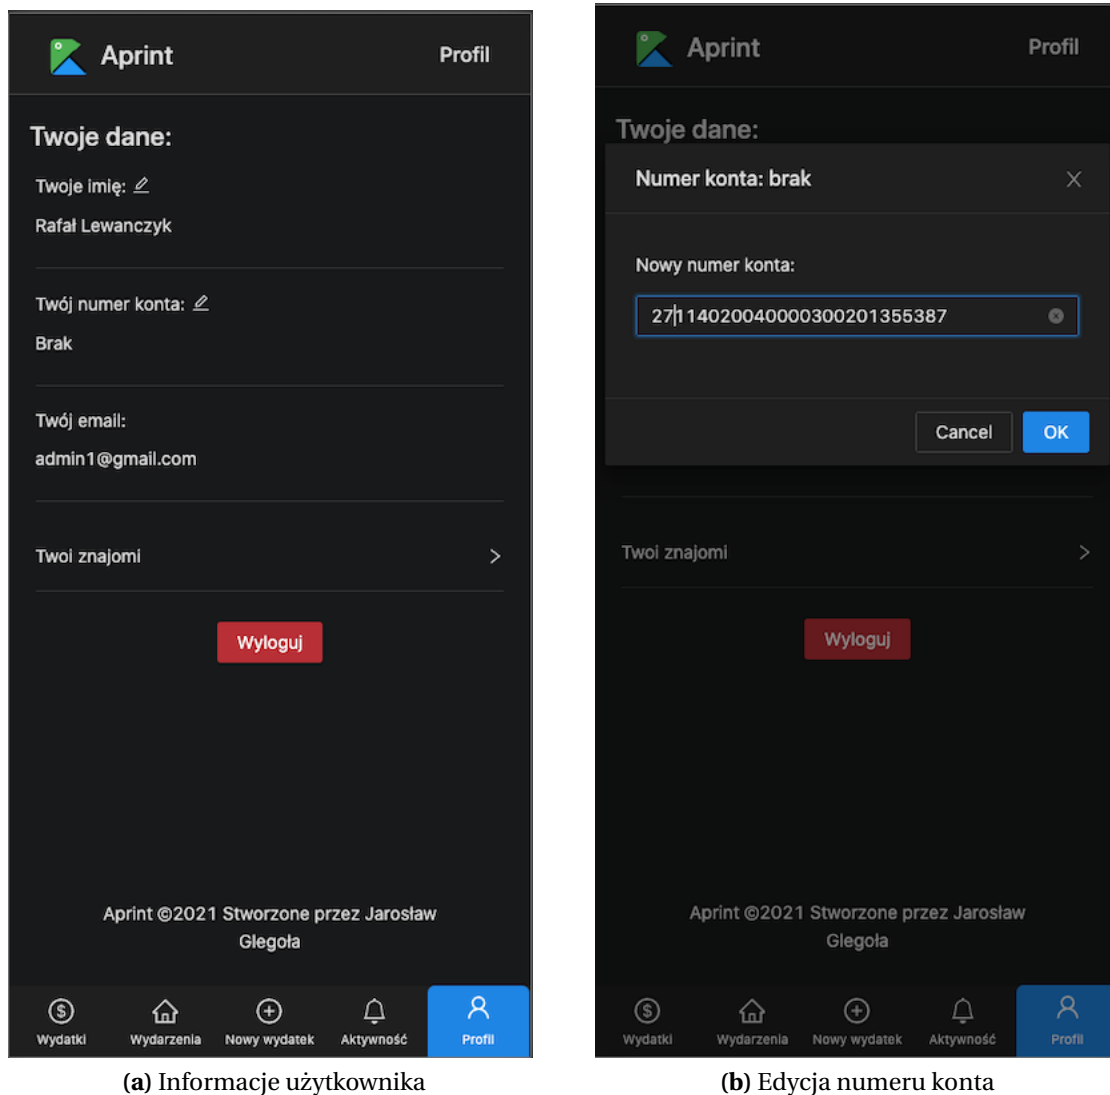 Aprint
Profil
Twoje dane:
Twoje imię:
Rafał Lewanczyk
Twój numer konta:
Brak
Twój email:
admin1@gmail.com
Twoi znajomi
Wyloguj
Aprint ©2021 Stworzone przez Jarosław
Glegoła
Wydatki
Wydarzenia
Nowy wydatek
Aktywność
Profil
(a) Informacje użytkownika
Aprint
Profil
Twoje dane:
Numer konta: brak
Nowy numer konta:
27114020040000300201355387
Cancel
OK
Twoi znajomi
Wyloguj
Aprint ©2021 Stworzone przez Jarosław
Glegoła
Wydatki
Wydarzenia
Nowy wydatek
Aktywność
Profil
(b) Edycja numeru konta